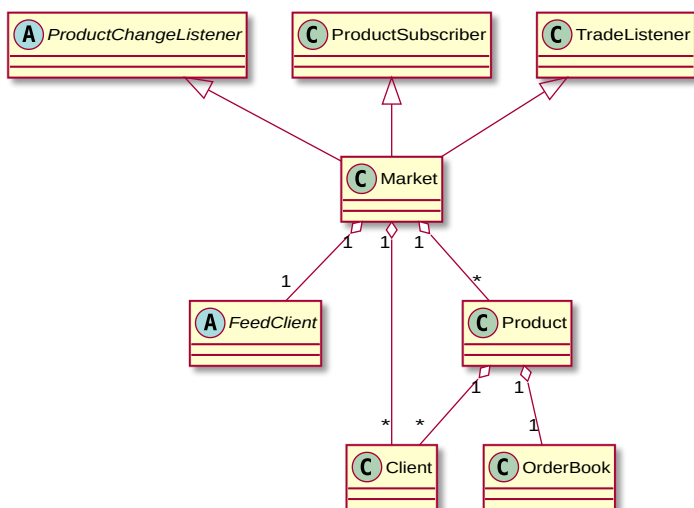 A ProductChangeListener
C ProductSubscriber
C TradeListener
C Market
1
1
1
1
*
A FeedClient
C Product
1
1
*
*
1
C Client
C OrderBook